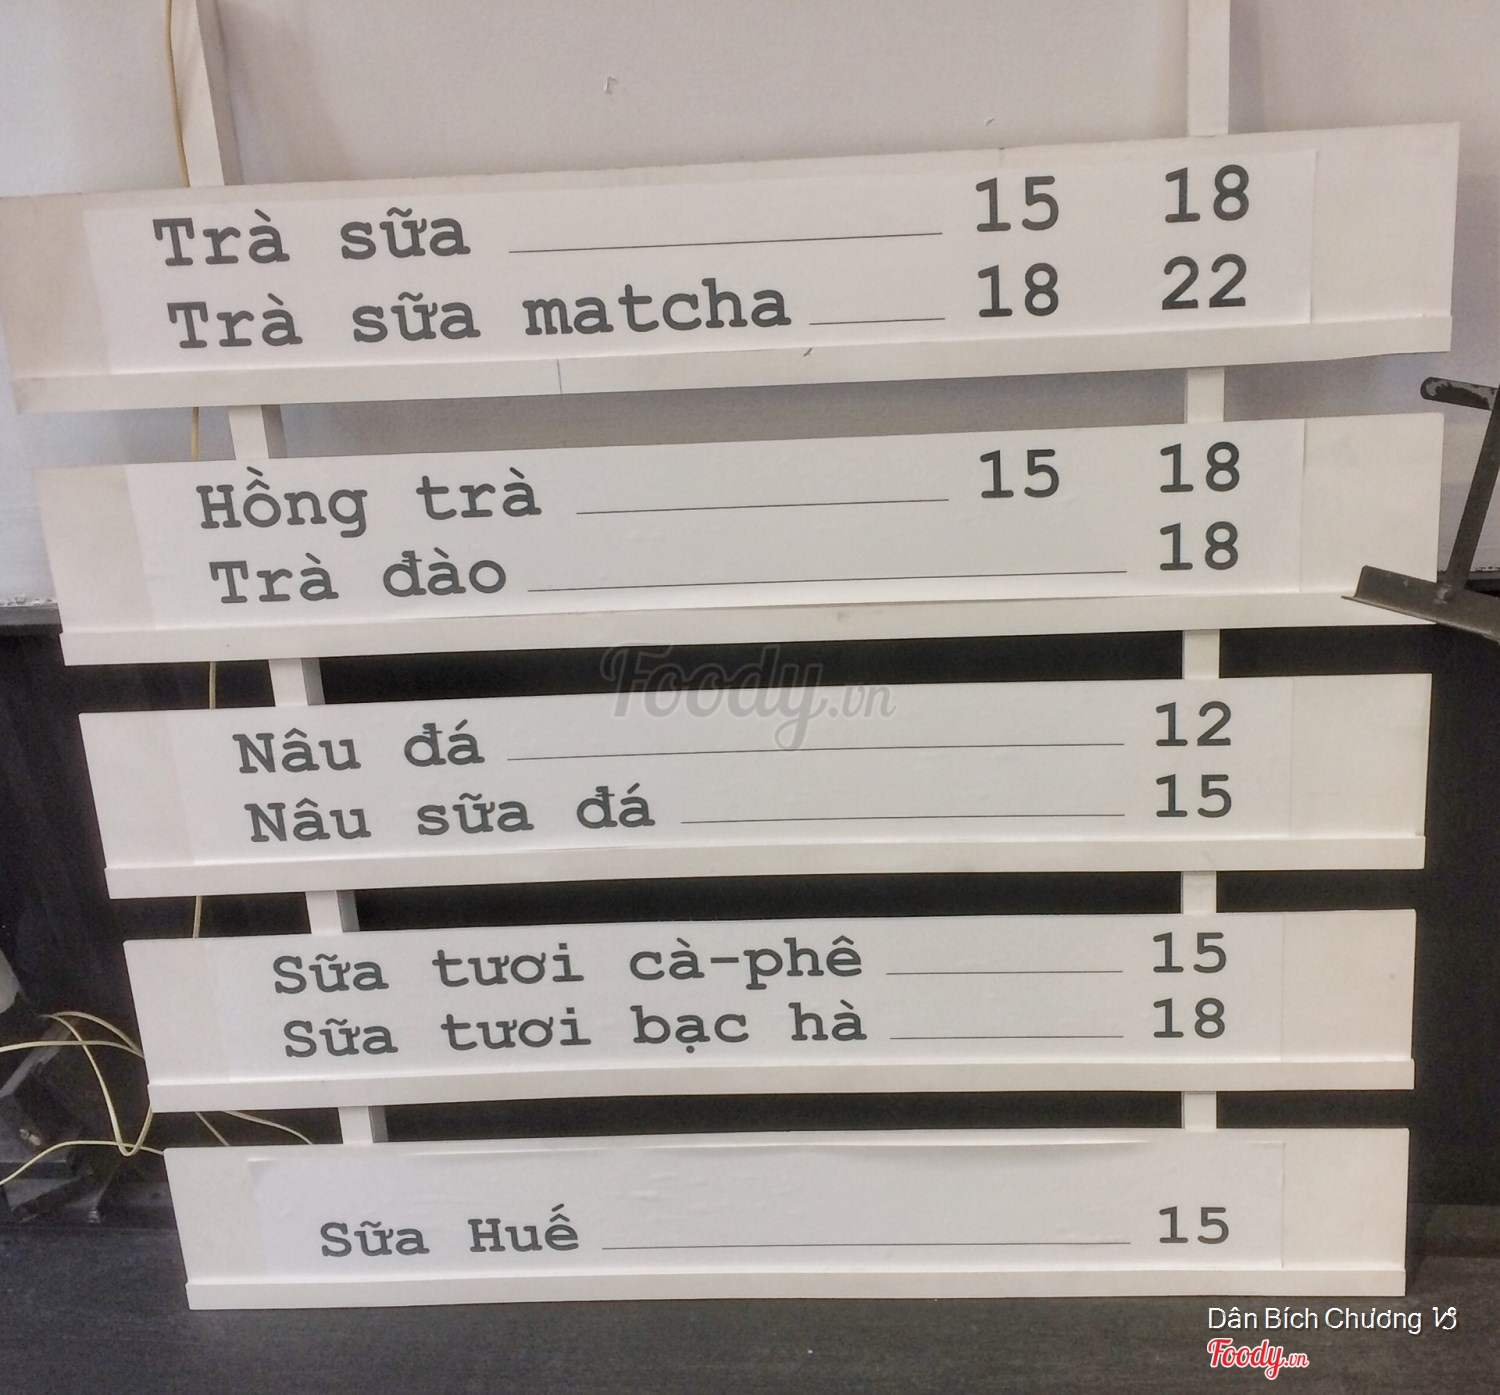 Trà sữa 15 18
Trà sữa matcha 18 22
Hồng trà 15 18
Trà đào 18
Foody.vn
Nâu đá 12
Nâu sữa đá 15
Sữa tươi cà-phê 15
Sữa tươi bạc hà 18
Sữa Huế 15
Dân Bích Chương
Foody.vn